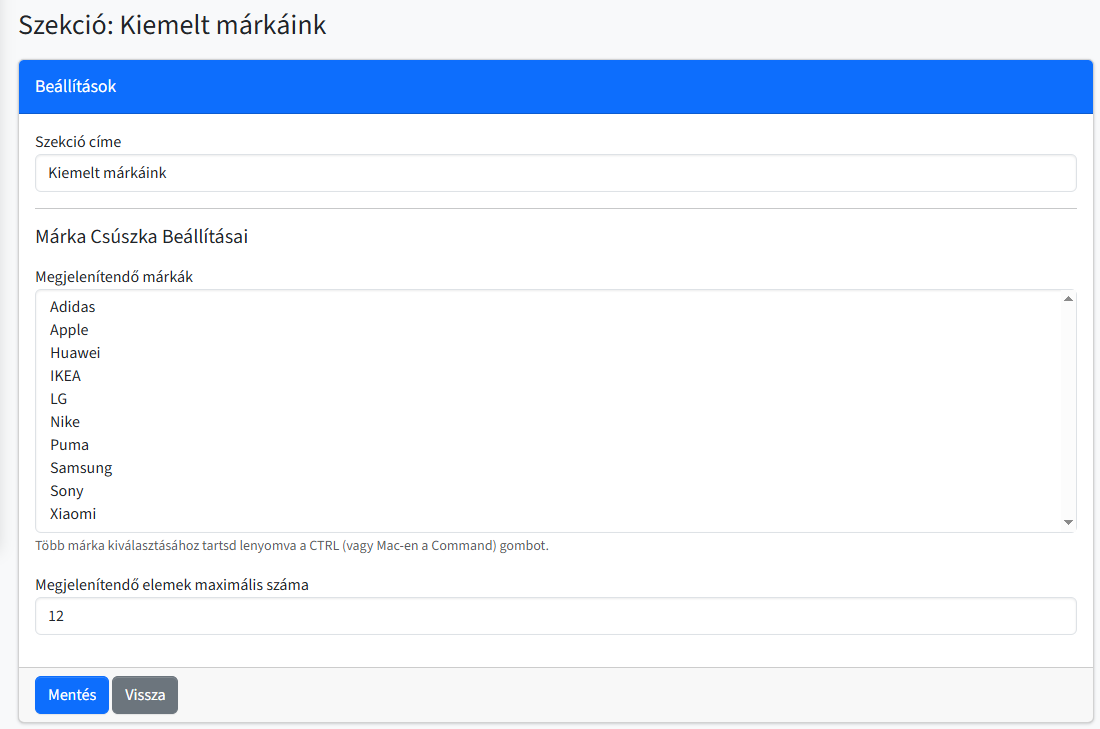 Szekció: Kiemelt márkáink
Beállítások
Szekció címe
Kiemelt márkáink
Márka Csúszka Beállításai
Megjelenítendő márkák
Adidas
Apple
Huawei
IKEA
LG
Nike
Puma
Samsung
Sony
Xiaomi
Több márka kiválasztásához tartsd lenyomva a CTRL (vagy Mac-en a Command) gombot.
Megjelenítendő elemek maximális száma
12
Mentés Vissza